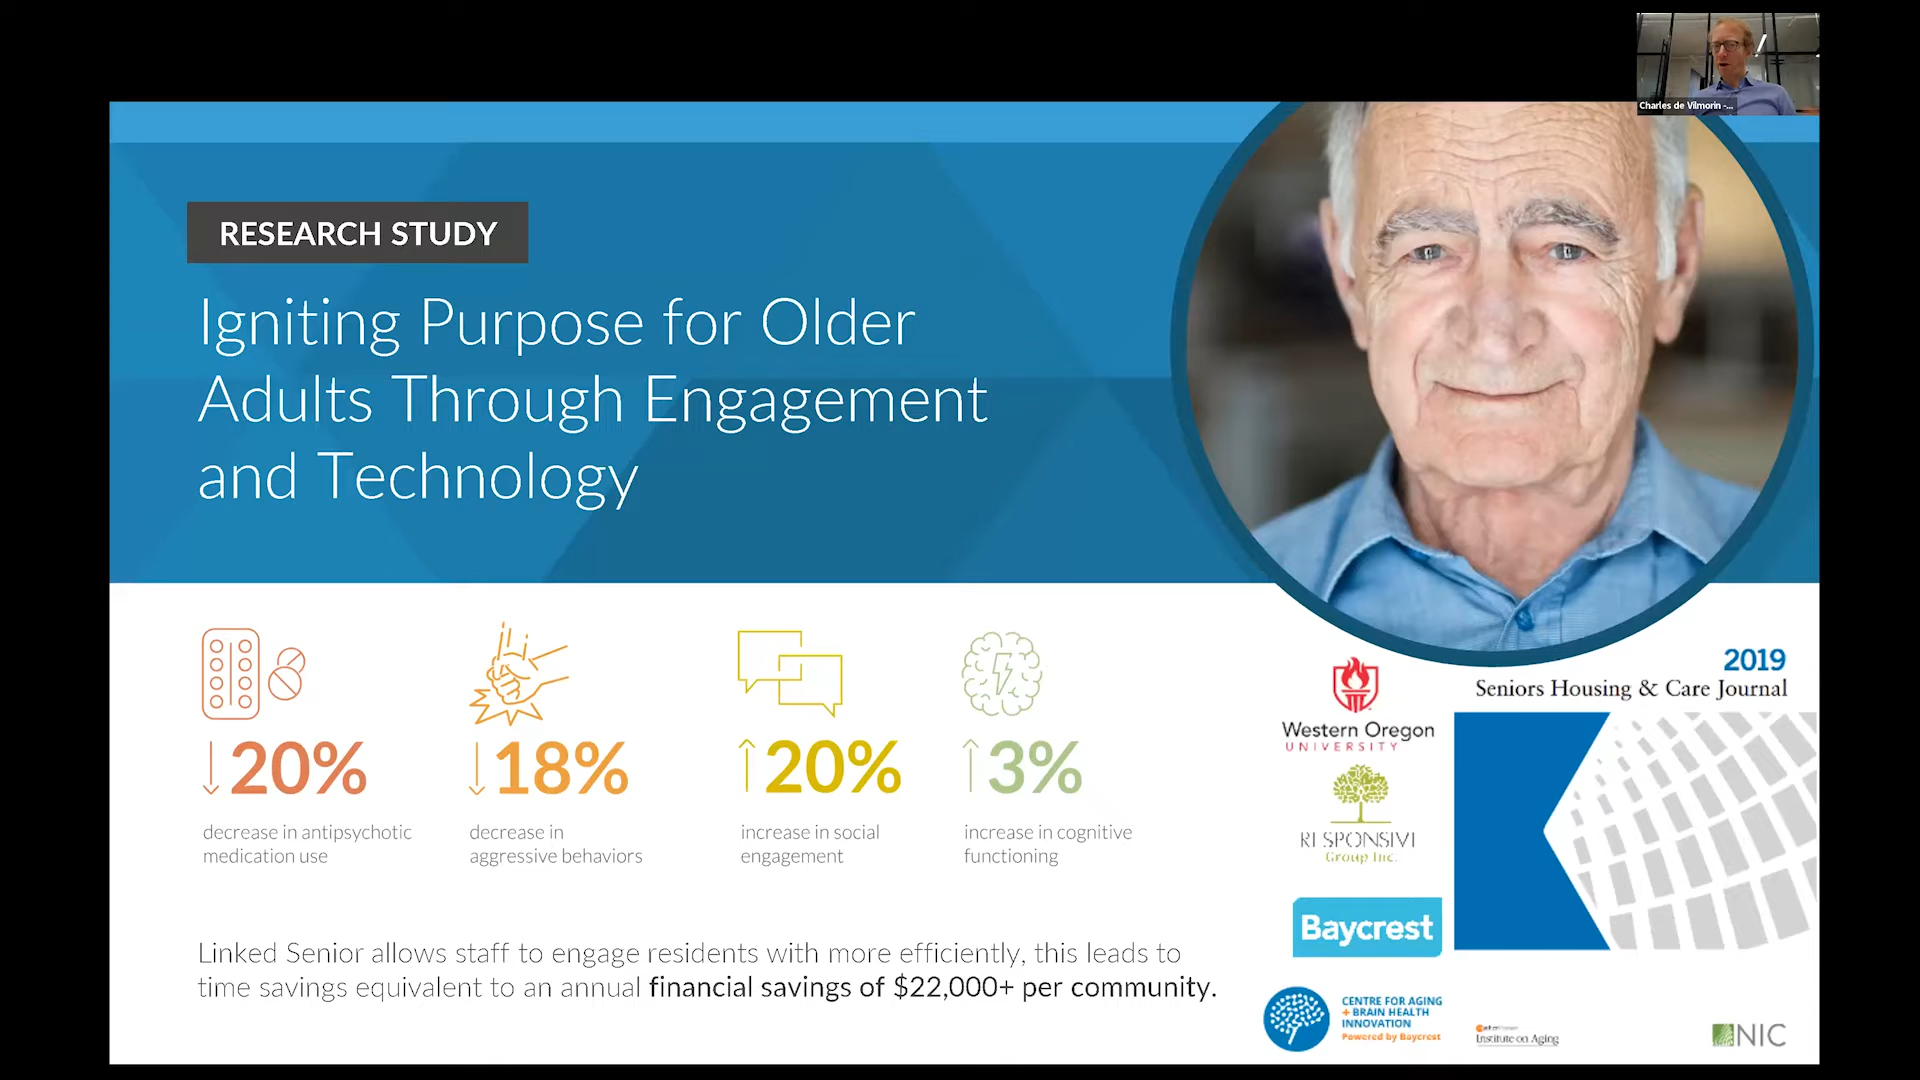 Charles de Vilmorin -...
RESEARCH STUDY
Igniting Purpose for Older
Adults Through Engagement
and Technology
20%
decrease in antipsychotic
medication use
18%
decrease in
aggressive behaviors
20%
increase in social
engagement
3%
increase in cognitive
functioning
Linked Senior allows staff to engage residents with more efficiently, this leads to
time savings equivalent to an annual financial savings of $22,000+ per community.
2019
Seniors Housing & Care Journal
Western Oregon
UNIVERSITY
RESPONSIVE
Group Inc.
Baycrest
CENTRE FOR AGING
+ BRAIN HEALTH
INNOVATION
Powered by Baycrest
Institute on Aging
NIC